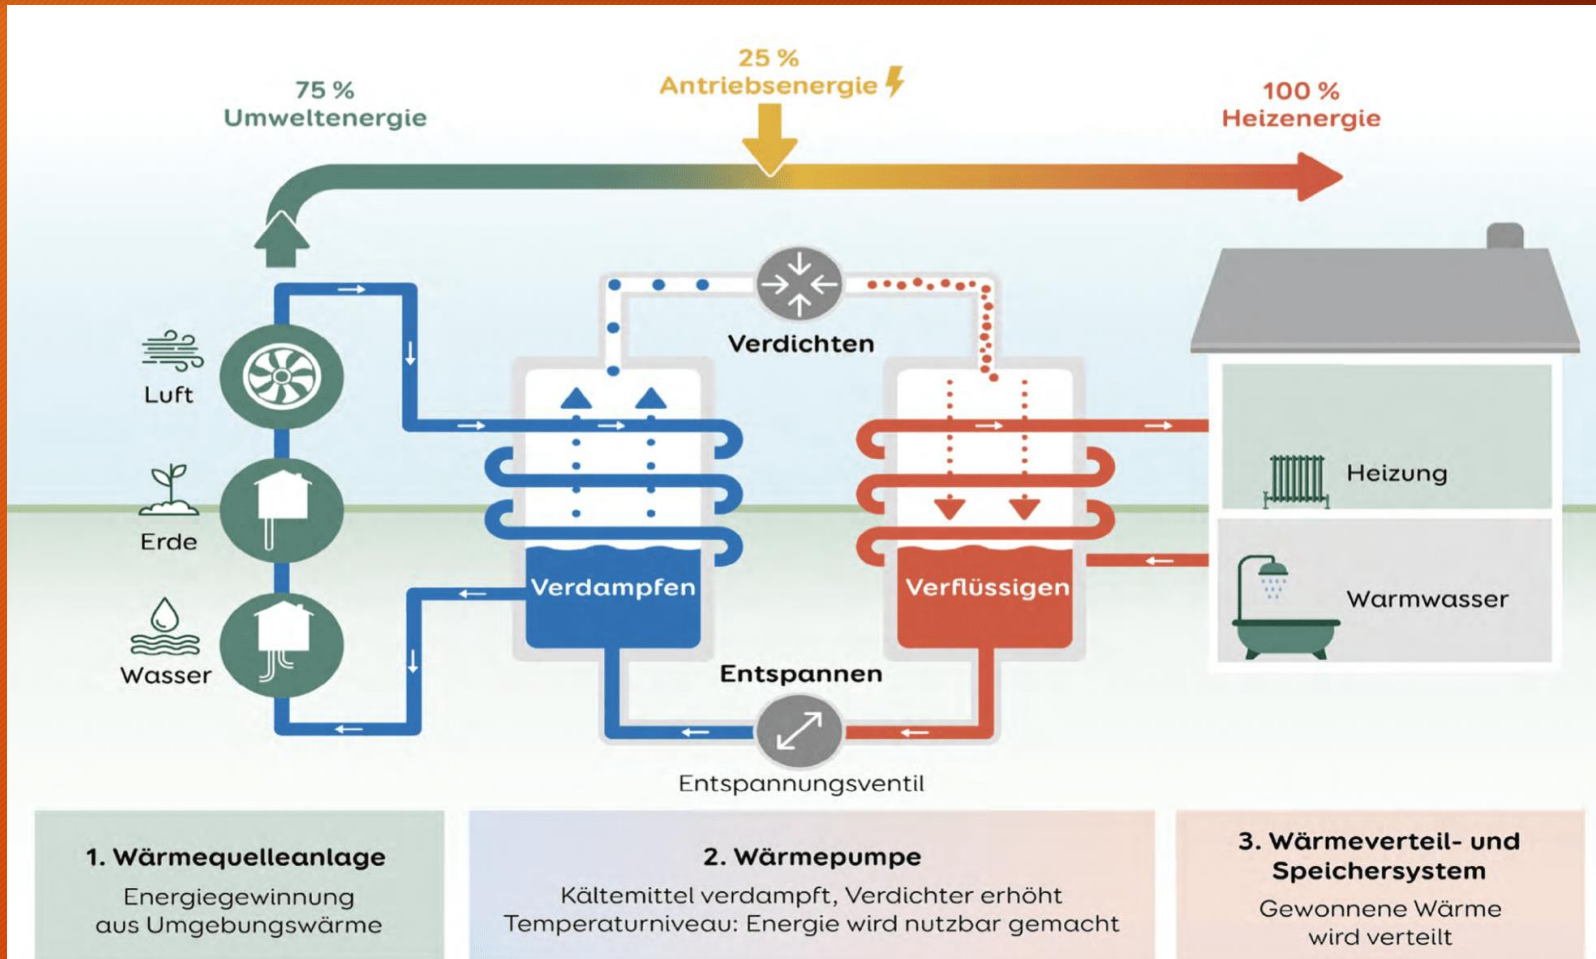 75 %
Umweltenergie
25 %
Antriebsenergie
100 %
Heizenergie
Luft
Erde
Wasser
Verdichten
Verdampfen
Verflüssigen
Entspannen
Entspannungsventil
Heizung
Warmwasser
1. Wärmequelleanlage
Energiegewinnung
aus Umgebungswärme
2. Wärmepumpe
Kältemittel verdampft, Verdichter erhöht
Temperaturniveau: Energie wird nutzbar gemacht
3. Wärmeverteil- und
Speichersystem
Gewonnene Wärme
wird verteilt